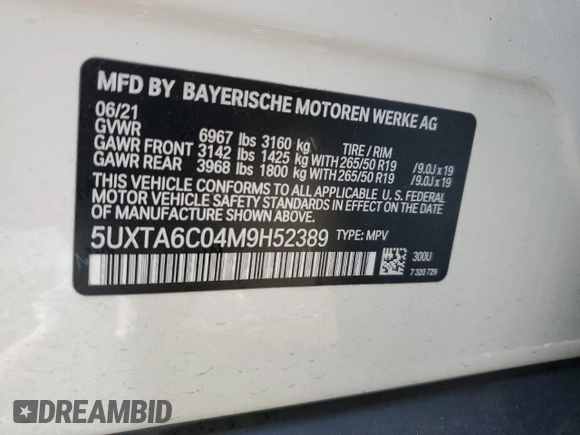 MFD BY BAYERISCHE MOTOREN WERKE AG
06/21
GVWR 6967 lbs 3160 kg TIRE / RIM
GAWR FRONT 3142 lbs 1425 kg WITH 265/50 R19 /9.0J x 19
GAWR REAR 3968 lbs 1800 kg WITH 265/50 R19 /9.0J x 19
THIS VEHICLE CONFORMS TO ALL APPLICABLE U. S. FEDERAL
MOTOR VEHICLE SAFETY STANDARDS IN EFFECT ON THE
DATE OF MANUFACTURE SHOWN ABOVE.
5UXTA6C04M9H52389 TYPE: MPV
300U
7 320 729
DREAMBID